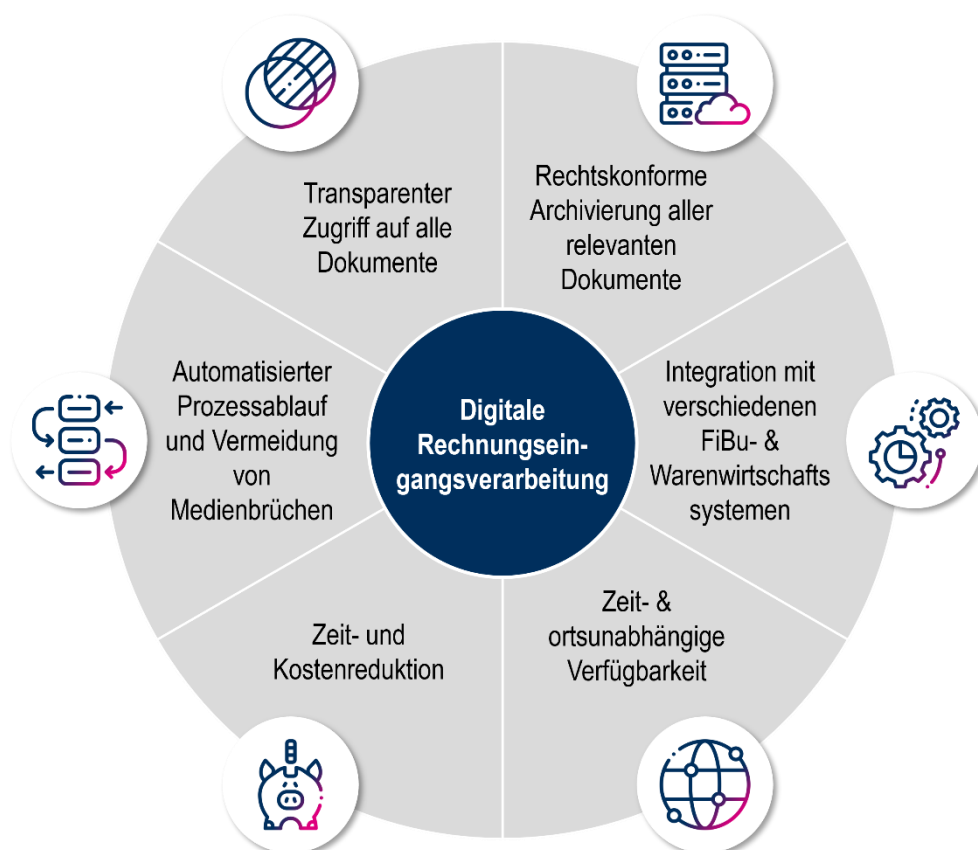 Transparenter
Zugriff auf alle
Dokumente
Rechtskonforme
Archivierung aller
relevanten
Dokumente
Automatisierter
Prozessablauf
und Vermeidung
von
Medienbrüchen
Digitale
Rechnungsein-
gangsverarbeitung
Integration mit
verschiedenen
FiBu- &
Warenwirtschafts
systemen
Zeit- und
Kostenreduktion
Zeit- &
ortsunabhängige
Verfügbarkeit